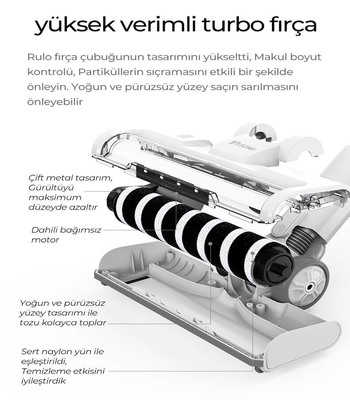 yüksek verimli turbo fırça
Rulo fırça çubuğunun tasarımını yükseltti, Makul boyut
kontrolü, Partiküllerin sıçramasını etkili bir şekilde
önleyin. Yoğun ve pürüzsüz yüzey saçın sarılmasını
önleyebilir
Çift metal tasarım,
Gürültüyü
maksimum
düzeyde azaltır
Dahili bağımsız
motor
Yoğun ve pürüzsüz
yüzey tasarımı ile
tozu kolayca toplar
Sert naylon yün ile
eşleştirildi,
Temizleme etkisini
iyileştirdik